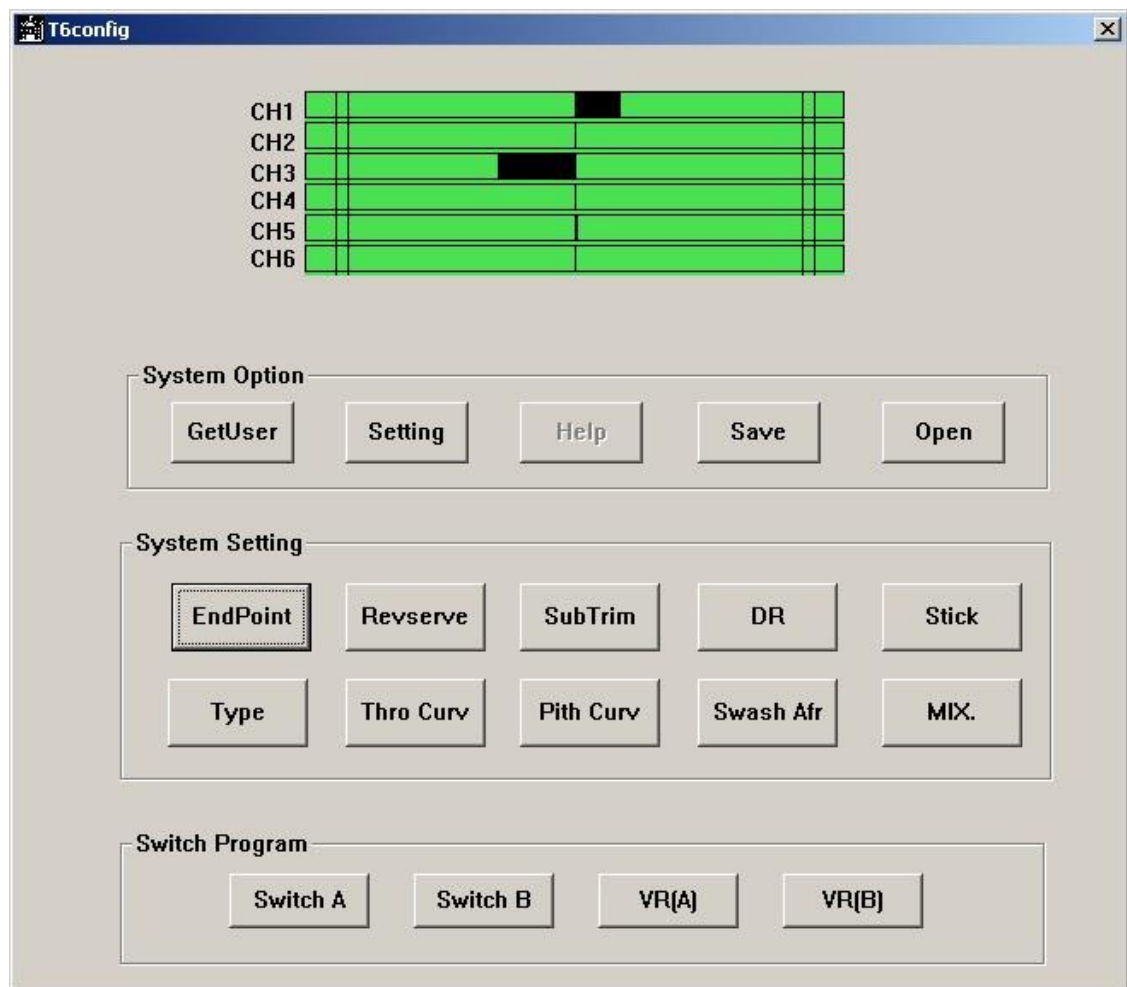 T6config
CH1
CH2
CH3
CH4
CH5
CH6
System Option
GetUser Setting Help Save Open
System Setting
EndPoint Revserve SubTrim DR Stick
Type Thro Curv Pith Curv Swash Afr MIX.
Switch Program
Switch A Switch B VR(A) VR(B)